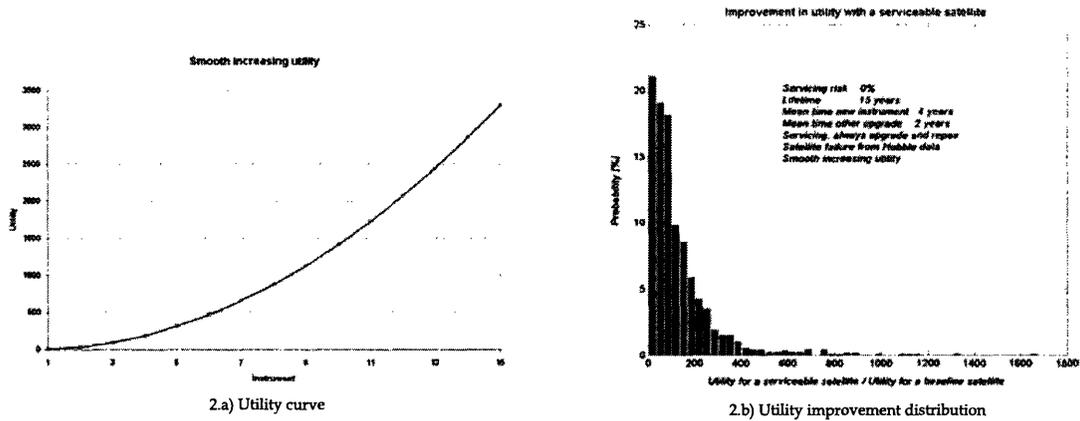 Smooth increasing utility
3500
3000
2500
2000
1500
1000
500
0
Utility
1 3 5 7 9 11 13 15
Instrument
2.a) Utility curve
Improvement in utility with a serviceable satellite
25
20
15
10
5
0
Probability [%]
Servicing risk 0%
Lifetime 15 years
Mean time new instrument 4 years
Mean time other upgrade 2 years
Servicing, always upgrade and repair
Satellite failure from Hubble data
Smooth increasing utility
0 200 400 600 800 1000 1200 1400 1600 1800
Utility for a serviceable satellite / Utility for a baseline satellite
2.b) Utility improvement distribution